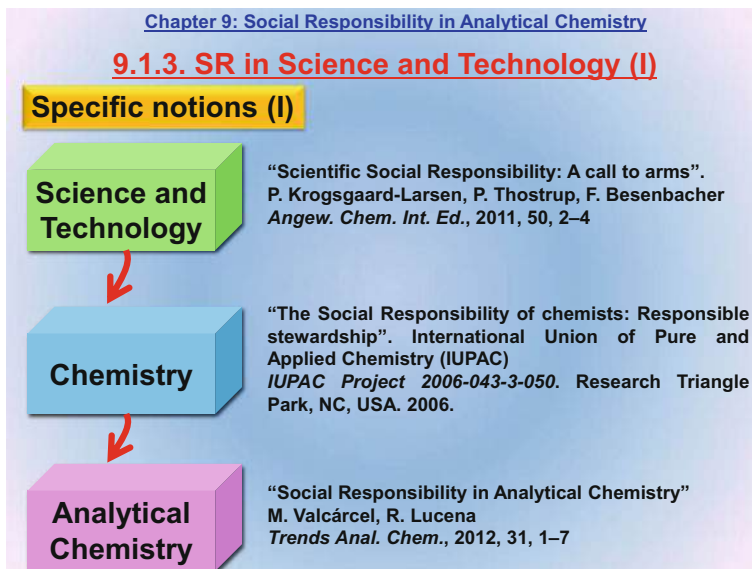 Chapter 9: Social Responsibility in Analytical Chemistry
9.1.3. SR in Science and Technology (I)
Specific notions (I)
Science and
Technology
“Scientific Social Responsibility: A call to arms”.
P. Krogsgaard-Larsen, P. Thostrup, F. Besenbacher
Angew. Chem. Int. Ed., 2011, 50, 2–4
Chemistry
“The Social Responsibility of chemists: Responsible
stewardship”. International Union of Pure and
Applied Chemistry (IUPAC)
IUPAC Project 2006-043-3-050. Research Triangle
Park, NC, USA. 2006.
Analytical
Chemistry
“Social Responsibility in Analytical Chemistry”
M. Valcárcel, R. Lucena
Trends Anal. Chem., 2012, 31, 1–7